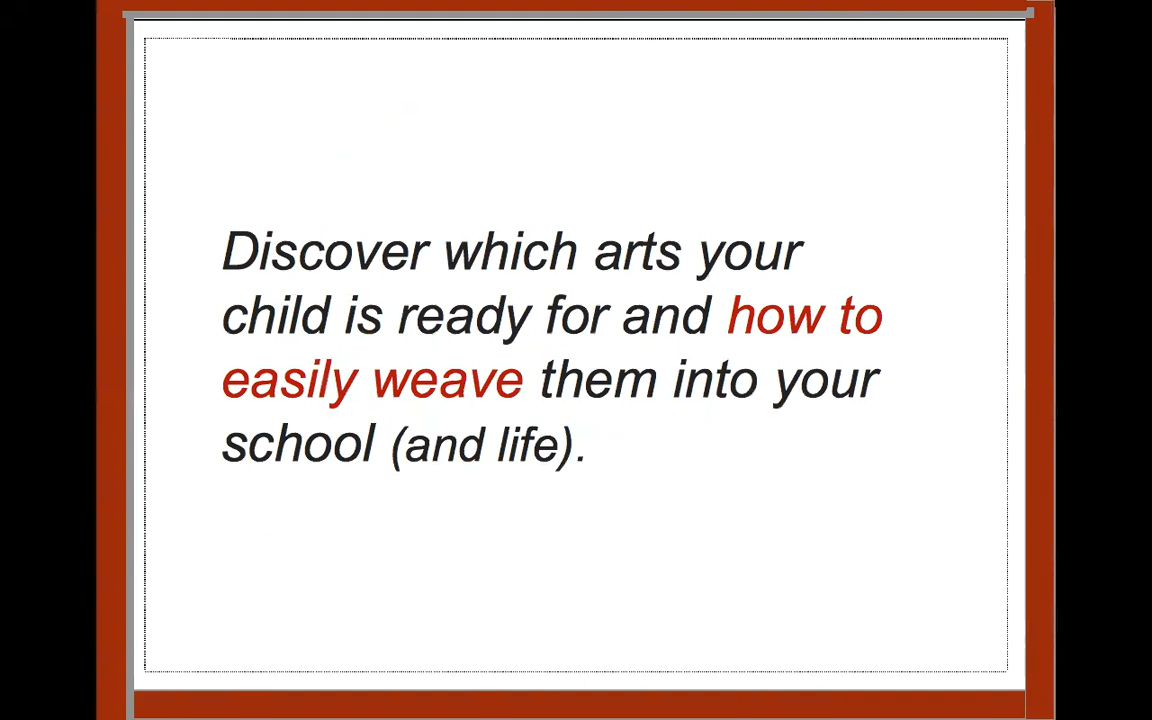 Discover which arts your
child is ready for and how to
easily weave them into your
school (and life).